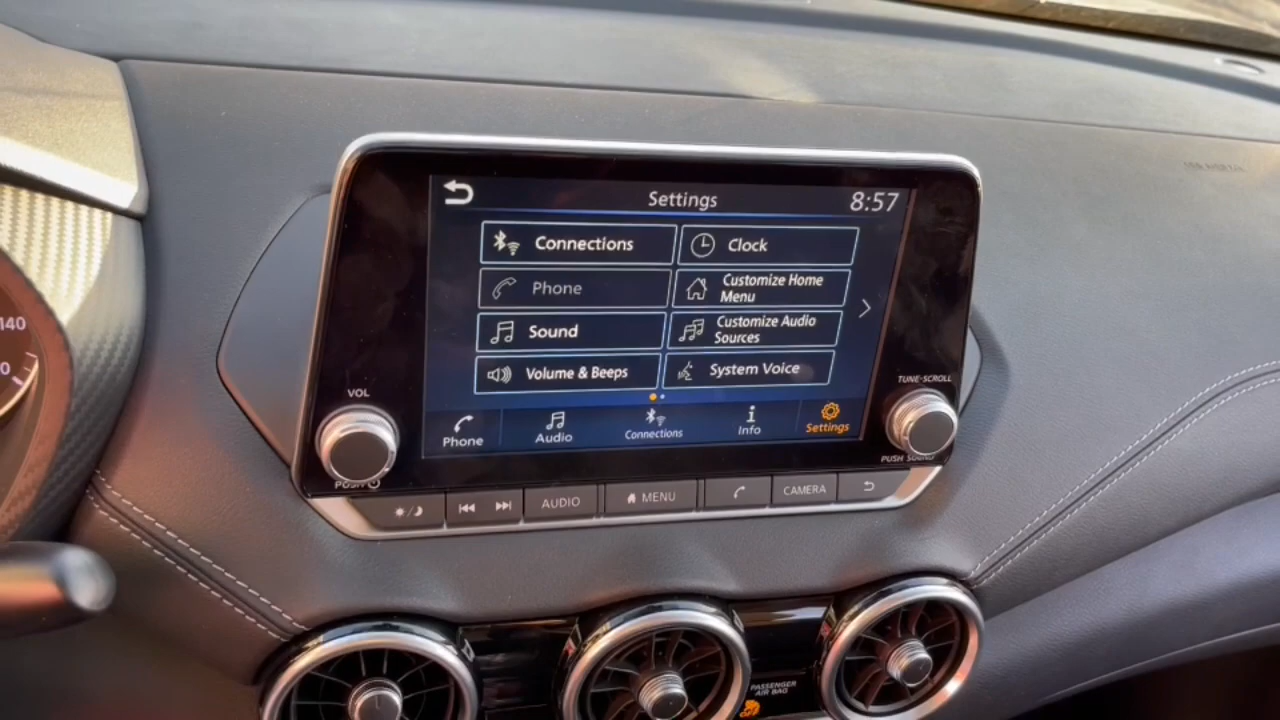 Settings
8:57
Connections
Clock
Phone
Customize Home
Menu
Sound
Customize Audio
Sources
Volume & Beeps
System Voice
Phone
Audio
Connections
Info
Settings
VOL
PUSH
TUNE·SCROLL
PUSH SOUND
AUDIO
MENU
CAMERA
140
PASSENGER
AIR BAG